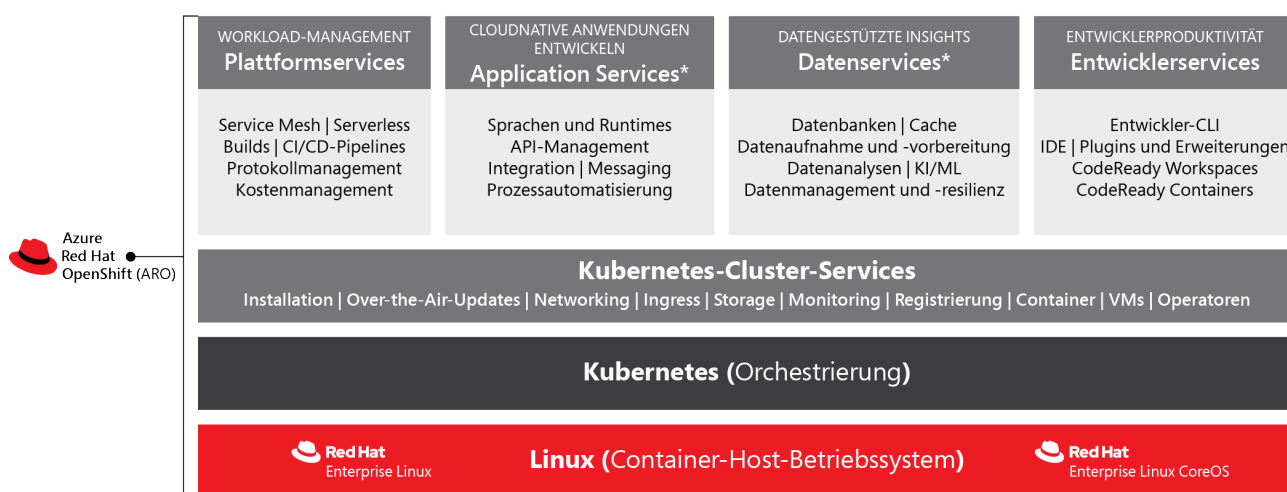 WORKLOAD-MANAGEMENT
Plattformservices
Service Mesh | Serverless
Builds | CI/CD-Pipelines
Protokollmanagement
Kostenmanagement
CLOUDNATIVE ANWENDUNGEN
ENTWICKELN
Application Services*
Sprachen und Runtimes
API-Management
Integration | Messaging
Prozessautomatisierung
DATENGESTÜTZTE INSIGHTS
Datenservices*
Datenbanken | Cache
Datenaufnahme und -vorbereitung
Datenanalysen | KI/ML
Datenmanagement und -resilienz
ENTWICKLERPRODUKTIVITÄT
Entwicklerservices
Entwickler-CLI
IDE | Plugins und Erweiterungen
CodeReady Workspaces
CodeReady Containers
Azure
Red Hat
OpenShift (ARO)
Kubernetes-Cluster-Services
Installation | Over-the-Air-Updates | Networking | Ingress | Storage | Monitoring | Registrierung | Container | VMs | Operatoren
Kubernetes (Orchestrierung)
Red Hat
Enterprise Linux
Linux (Container-Host-Betriebssystem)
Red Hat
Enterprise Linux CoreOS